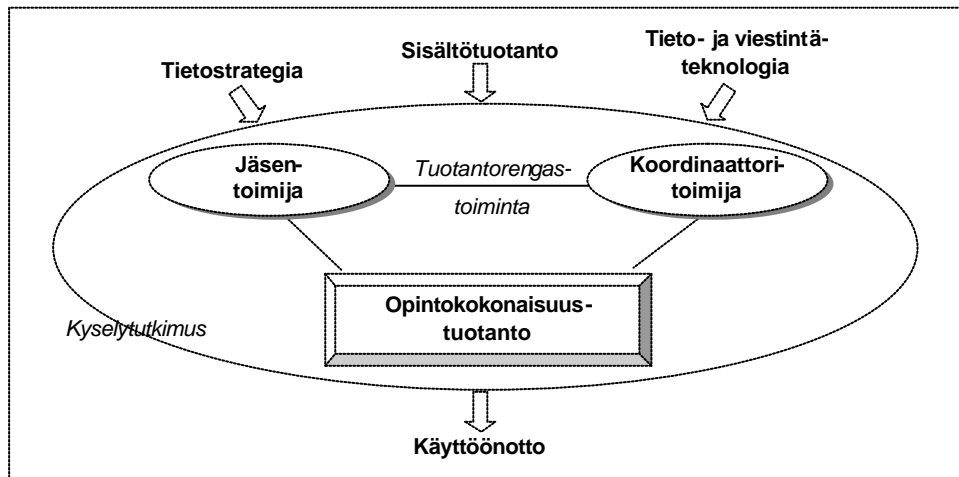 Tietostrategia
Sisältötuotanto
Tieto- ja viestintä-
teknologia
Jäsen-
toimija
Tuotantorengas-
toiminta
Koordinaattori-
toimija
Opintokokonaisuus-
tuotanto
Kyselytutkimus
Käyttöönotto